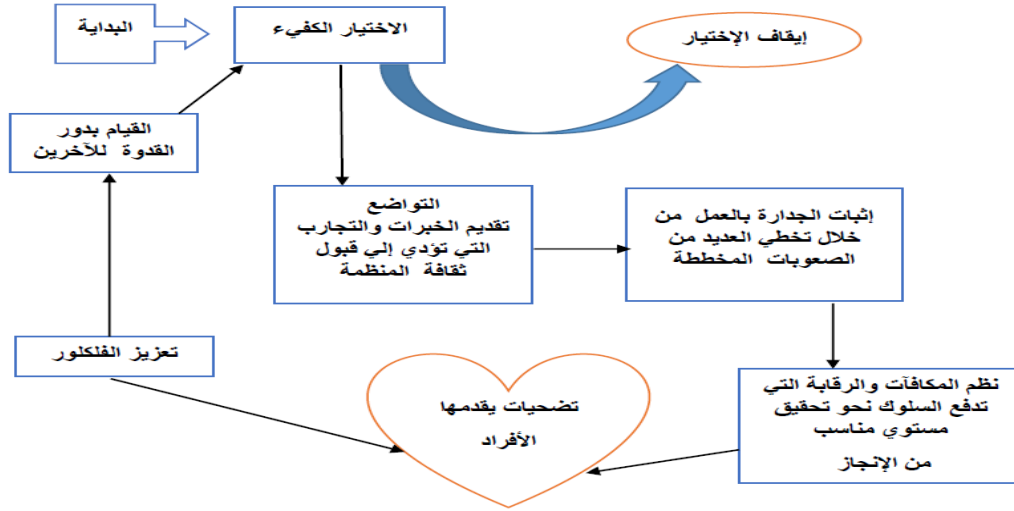 البداية
الاختيار الكفيء
إيقاف الإختيار
القيام بدور
القدوة للآخرين
التواضع
تقديم الخبرات والتجارب
التي تؤدي إلي قبول
ثقافة المنظمة
إثبات الجدارة بالعمل من
خلال تخطي العديد من
الصعوبات المخططة
تعزيز الفلكلور
تضحيات يقدمها
الأفراد
نظم المكافآت والرقابة التي
تدفع السلوك نحو تحقيق
مستوي مناسب
من الإنجاز